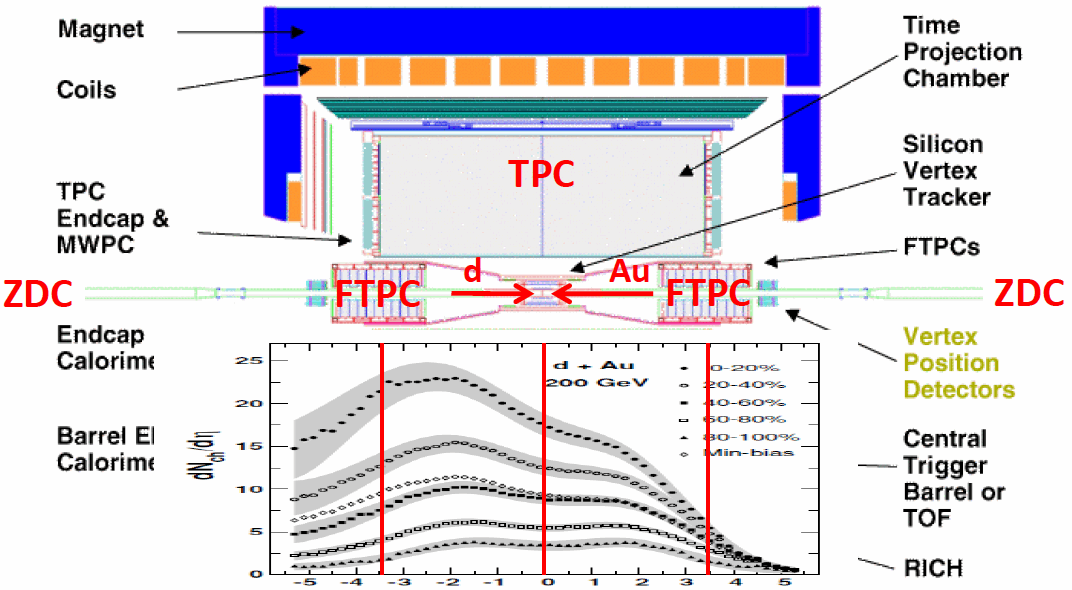 Magnet
Coils
Time
Projection
Chamber
TPC
Silicon
Vertex
Tracker
TPC
Endcap &
MWPC
FTPCs
ZDC
FTPC
d
Au
FTPC
ZDC
Endcap
Calorime
Vertex
Position
Detectors
Barrel El
Calorime
Central
Trigger
Barrel or
TOF
RICH
d + Au
200 GeV
0-20%
20-40%
40-60%
60-80%
80-100%
Min-bias
dNch/dη
25
20
15
10
5
0
-5 -4 -3 -2 -1 0 1 2 3 4 5